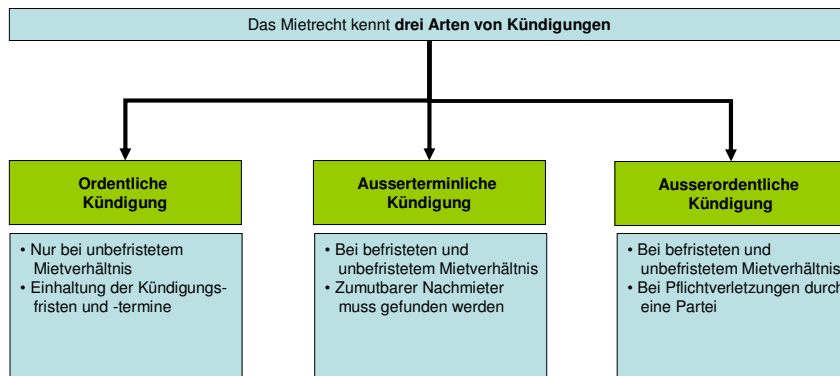 Das Mietrecht kennt drei Arten von Kündigungen
Ordentliche
Kündigung
Ausserterminliche
Kündigung
Ausserordentliche
Kündigung
• Nur bei unbefristetem
Mietverhältnis
• Einhaltung der Kündigungs-
fristen und -termine
• Bei befristeten und
unbefristetem Mietverhältnis
• Zumutbarer Nachmieter
muss gefunden werden
• Bei befristeten und
unbefristetem Mietverhältnis
• Bei Pflichtverletzungen durch
eine Partei